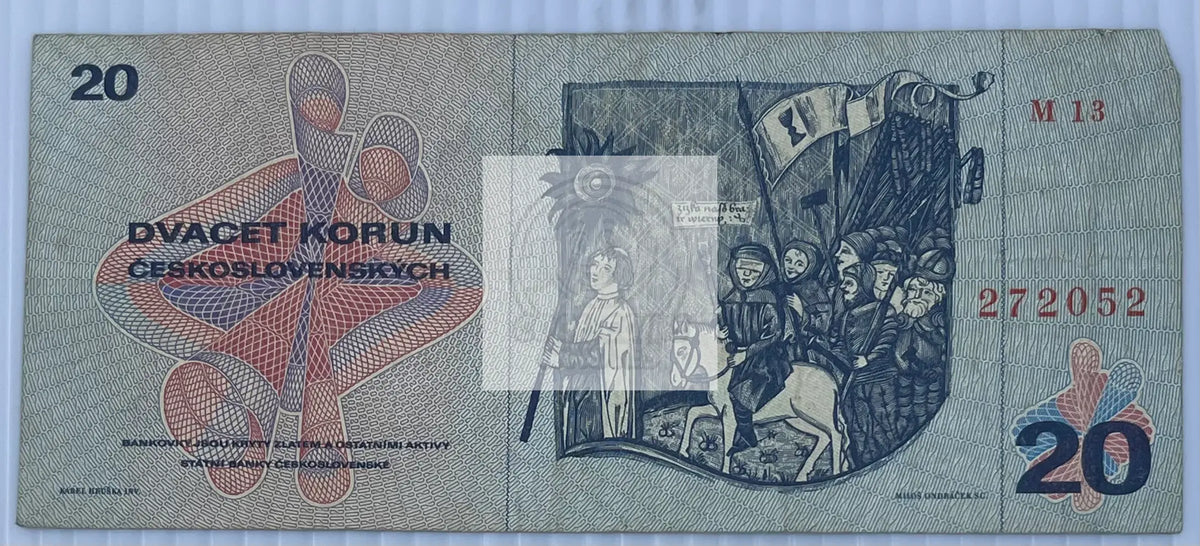 20
DVACET KORUN
ČESKOSLOVENSKÝCH
BANKOVKY JSOU KRYTY ZLATEM A OSTATNÍMI AKTIVY
STÁTNÍ BANKY ČESKOSLOVENSKÉ
KAREL HRUŠKA INV.
M 13
272052
20
MILOŠ ONDRÁČEK SC.